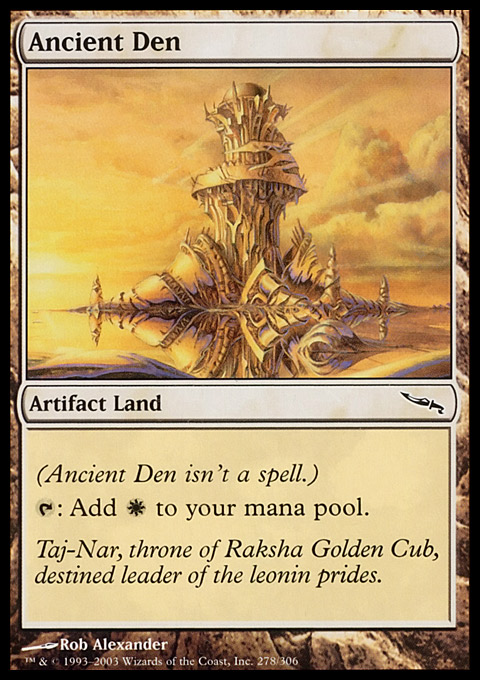 Ancient Den
Artifact Land
(Ancient Den isn't a spell.)
: Add to your mana pool.
Taj-Nar, throne of Raksha Golden Cub,
destined leader of the leonin prides.
Rob Alexander
™ & © 1993–2003 Wizards of the Coast, Inc. 278/306